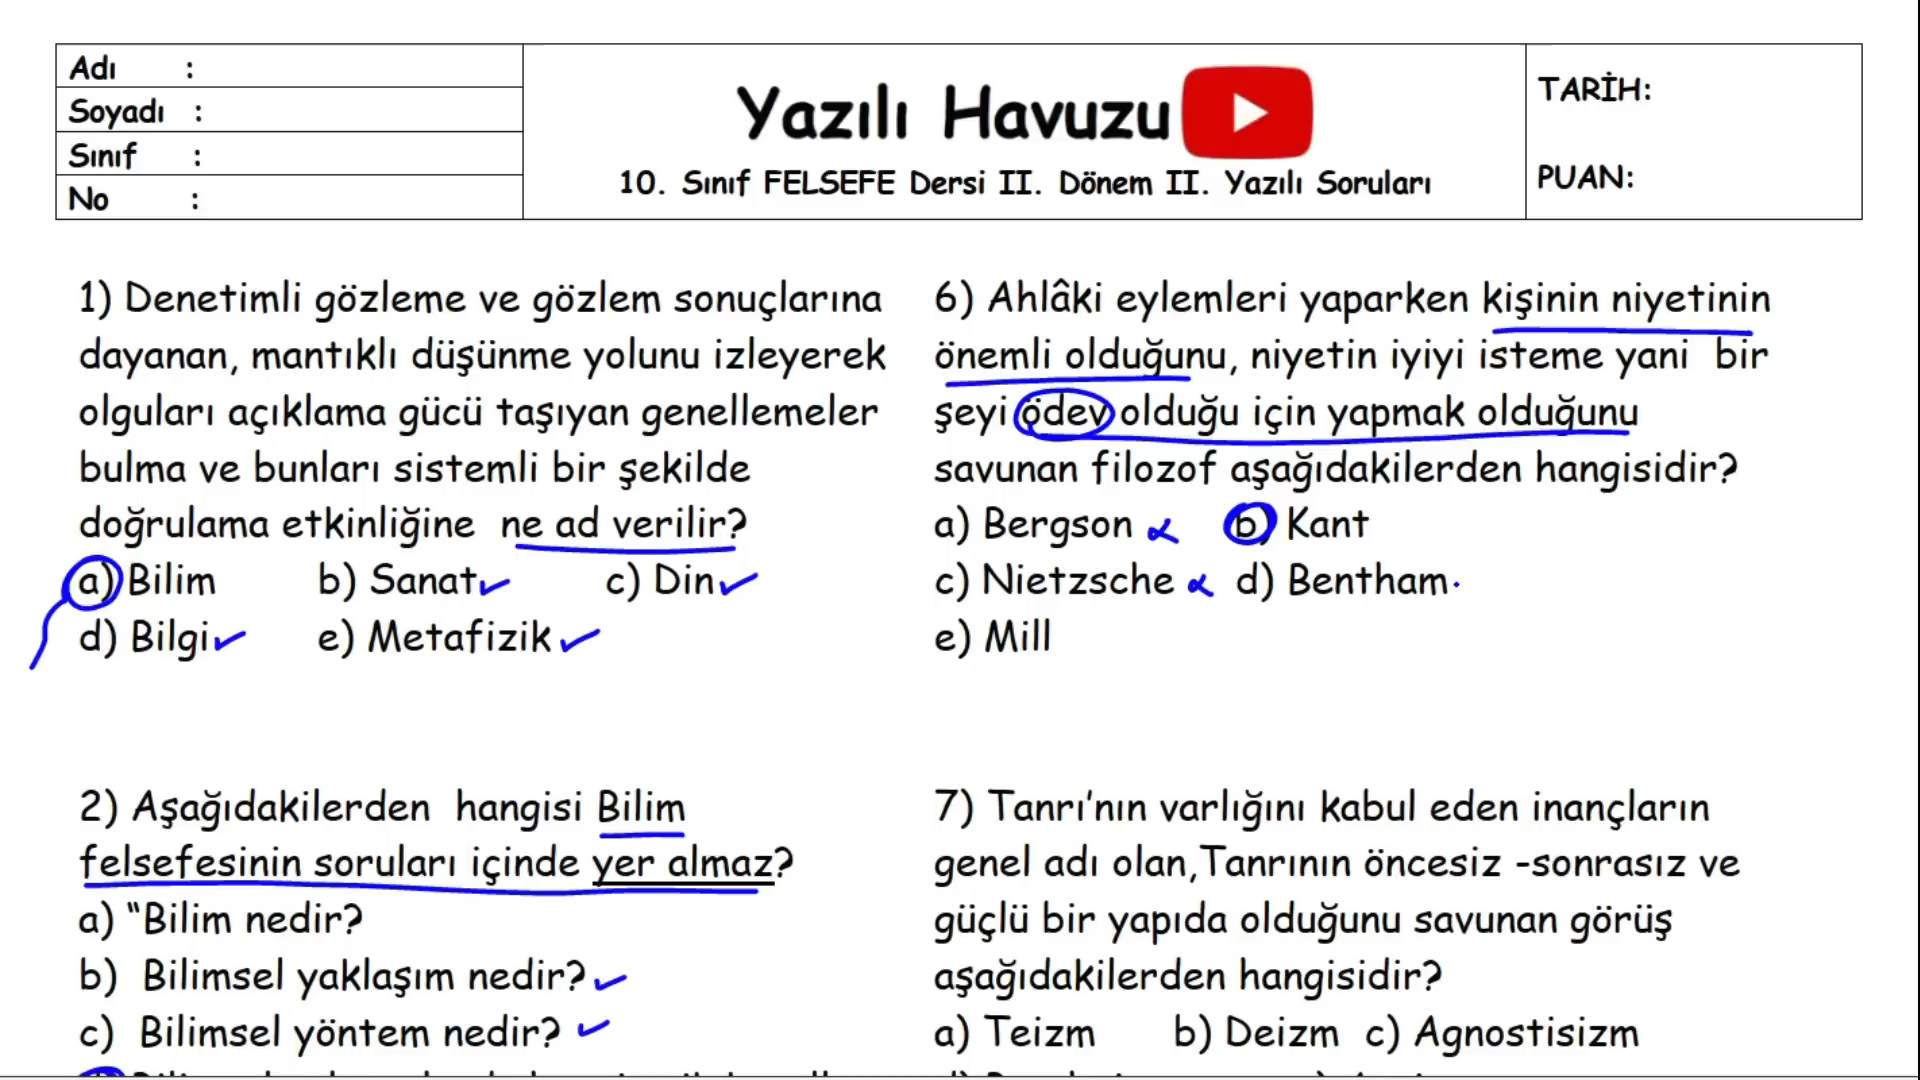 Adı :
Soyadı :
Sınıf :
No :
Yazılı Havuzu
10. Sınıf FELSEFE Dersi II. Dönem II. Yazılı Soruları
TARİH:
PUAN:
1) Denetimli gözleme ve gözlem sonuçlarına
dayanan, mantıklı düşünme yolunu izleyerek
olguları açıklama gücü taşıyan genellemeler
bulma ve bunları sistemli bir şekilde
doğrulama etkinliğine ne ad verilir?
a) Bilim b) Sanat c) Din
d) Bilgi e) Metafizik
2) Aşağıdakilerden hangisi Bilim
felsefesinin soruları içinde yer almaz?
a) “Bilim nedir?
b) Bilimsel yaklaşım nedir?
c) Bilimsel yöntem nedir?
6) Ahlâki eylemleri yaparken kişinin niyetinin
önemli olduğunu, niyetin iyiyi isteme yani bir
şeyi ödev olduğu için yapmak olduğunu
savunan filozof aşağıdakilerden hangisidir?
a) Bergson b) Kant
c) Nietzsche d) Bentham
e) Mill
7) Tanrı’nın varlığını kabul eden inançların
genel adı olan,Tanrının öncesiz -sonrasız ve
güçlü bir yapıda olduğunu savunan görüş
aşağıdakilerden hangisidir?
a) Teizm b) Deizm c) Agnostisizm